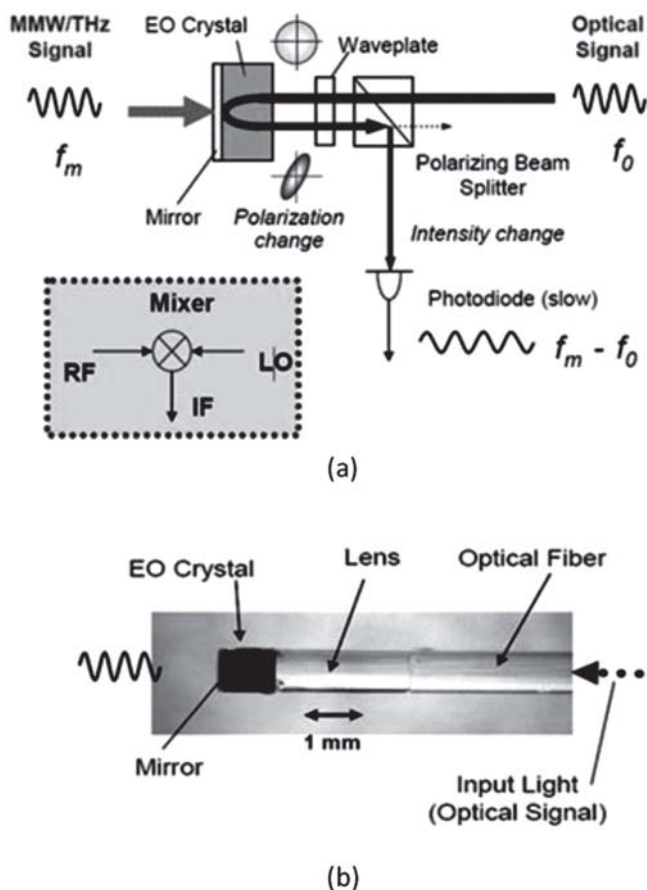 MMW/THz
Signal
EO Crystal
Waveplate
Optical
Signal
f_m
f_0
Mirror
Polarization
change
Polarizing Beam
Splitter
Intensity change
Photodiode (slow)
f_m - f_0
Mixer
RF
LO
IF
(a)
EO Crystal
Lens
Optical Fiber
1 mm
Mirror
Input Light
(Optical Signal)
(b)